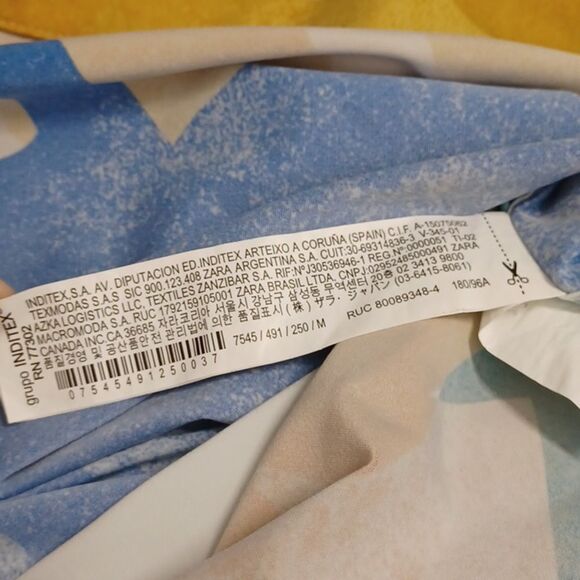 grupo INDITEX
RN 77302
INDITEX.S.A. AV. DIPUTACION ED.INDITEX ARTEIXO A CORUÑA (SPAIN) C.I.F. A-15075062
TEXMODAS S.A.S SIC 900.123.408 ZARA ARGENTINA S.A. CUIT:30-69314836-3 V-345-01
AZKA LOGISTICS LLC. TEXTILES ZANZIBAR S.A. RIF:Nº J30536946-1 REG Nº 0000051 TI-02
MACROMODA S.A. RUC 1792159105001 ZARA BRASIL LTDA. CNPJ:02952485000491 ZARA
CANADA INC. CA 36685 자라코리아 서울시 강남구 삼성동 무역센터 전화 02 3413 9800
품질경영 및 공산품안전 관리법에 의한 품질표시 (株) ザラ・ジャパン (03-6415-8061)
7545 / 491 / 250 / M
RUC 80089348-4
180/96A
07545491250037